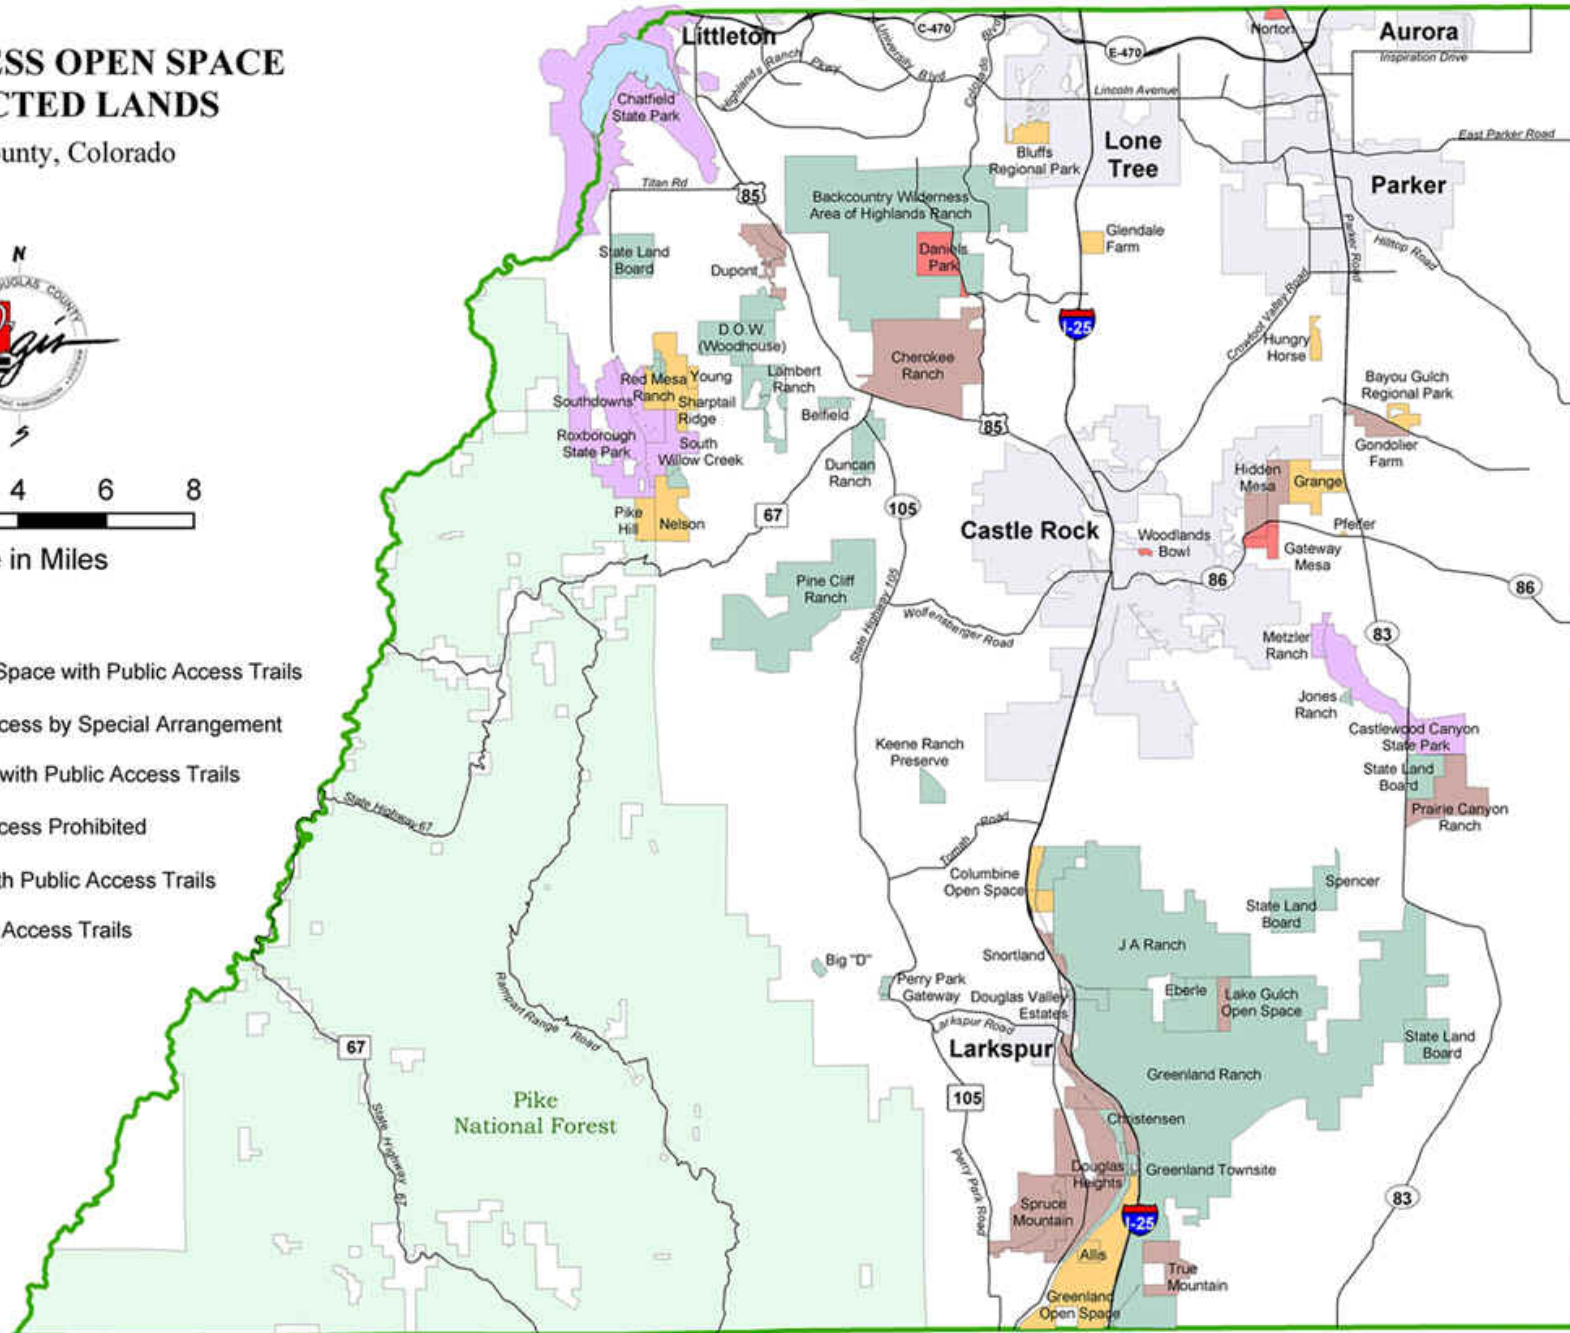 ESS OPEN SPACE
CTED LANDS
ounty, Colorado
N
DOUGLAS COUNTY
gis
S
4 6 8
in Miles
Space with Public Access Trails
cess by Special Arrangement
with Public Access Trails
cess Prohibited
th Public Access Trails
Access Trails
Littleton
C-470
E-470
Norton
Aurora
Inspiration Drive
Highlands Ranch Pkwy
University Blvd
Colorado Blvd
Lincoln Avenue
East Parker Road
Chatfield
State Park
Bluffs
Regional Park
Lone
Tree
Parker
Titan Rd
85
Backcountry Wilderness
Area of Highlands Ranch
Daniels
Park
Glendale
Farm
Parker Road
Hilltop Road
State Land
Board
Dupont
I-25
Crowfoot Valley Road
Hungry
Horse
D.O.W.
(Woodhouse)
Cherokee
Ranch
Red Mesa
Ranch
Young
Lambert
Ranch
Bayou Gulch
Regional Park
Southdowns
Sharptail
Ridge
Belfield
85
Gondolier
Farm
Roxborough
State Park
South
Willow Creek
Duncan
Ranch
Hidden
Mesa
Grange
Pike
Hill
Nelson
67
105
Castle Rock
Woodlands
Bowl
Pfeifer
Gateway
Mesa
86
86
Pine Cliff
Ranch
State Highway 105
Wolfensberger Road
Metzler
Ranch
83
Jones
Ranch
Castlewood Canyon
State Park
Keene Ranch
Preserve
State Land
Board
Prairie Canyon
Ranch
State Highway 67
Tomah Road
Columbine
Open Space
Spencer
State Land
Board
J A Ranch
Snortland
Big "D"
Perry Park
Gateway
Douglas Valley
Estates
Eberle
Lake Gulch
Open Space
Larkspur Road
Rampart Range Road
67
Larkspur
State Land
Board
Greenland Ranch
105
Pike
National Forest
Christensen
State Highway 67
Perry Park Road
Douglas
Heights
Greenland Townsite
83
Spruce
Mountain
I-25
Allis
True
Mountain
Greenland
Open Space